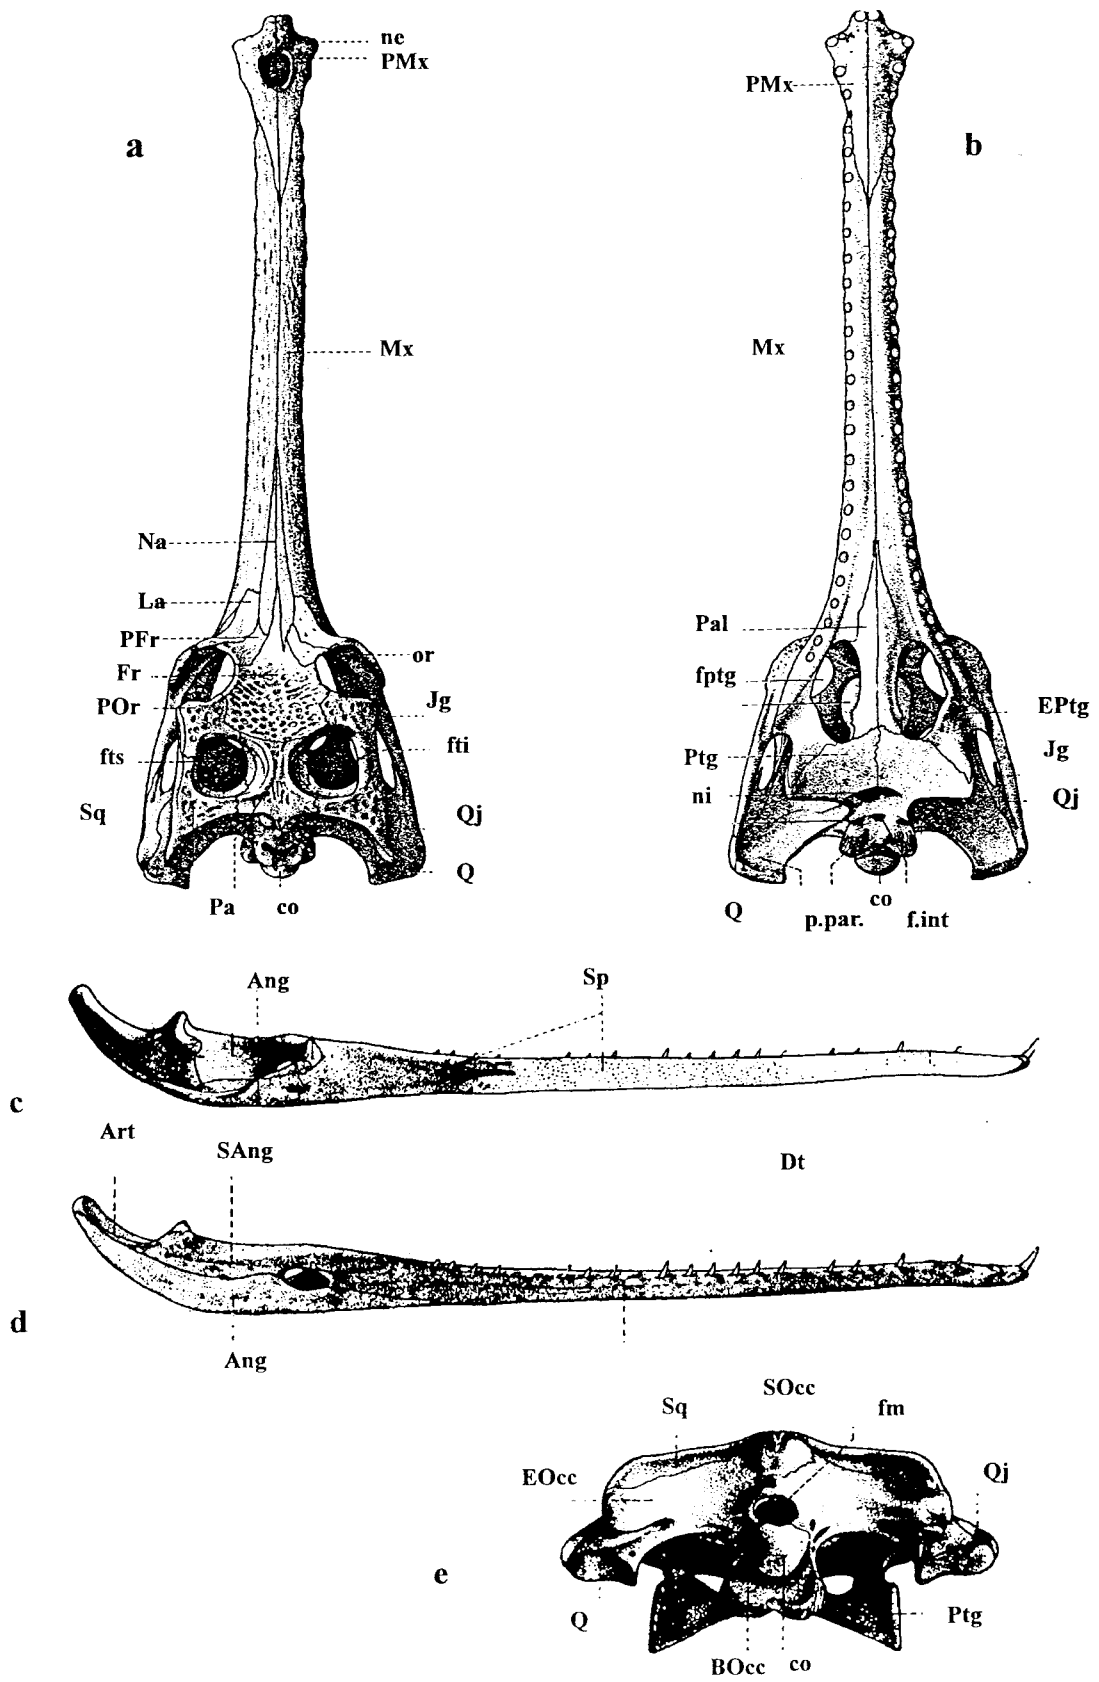 ne
PMx
a
Mx
Na
La
PFr
Fr
or
POr
Jg
fts
fti
Sq
Qj
Q
Pa
co
PMx
b
Mx
Pal
fptg
EPtg
Ptg
Jg
ni
Qj
Q
co
p.par.
f.int
Ang
Sp
c
Art
SAng
Dt
d
Ang
SOcc
Sq
fm
EOcc
Qj
e
Q
Ptg
BOcc
co